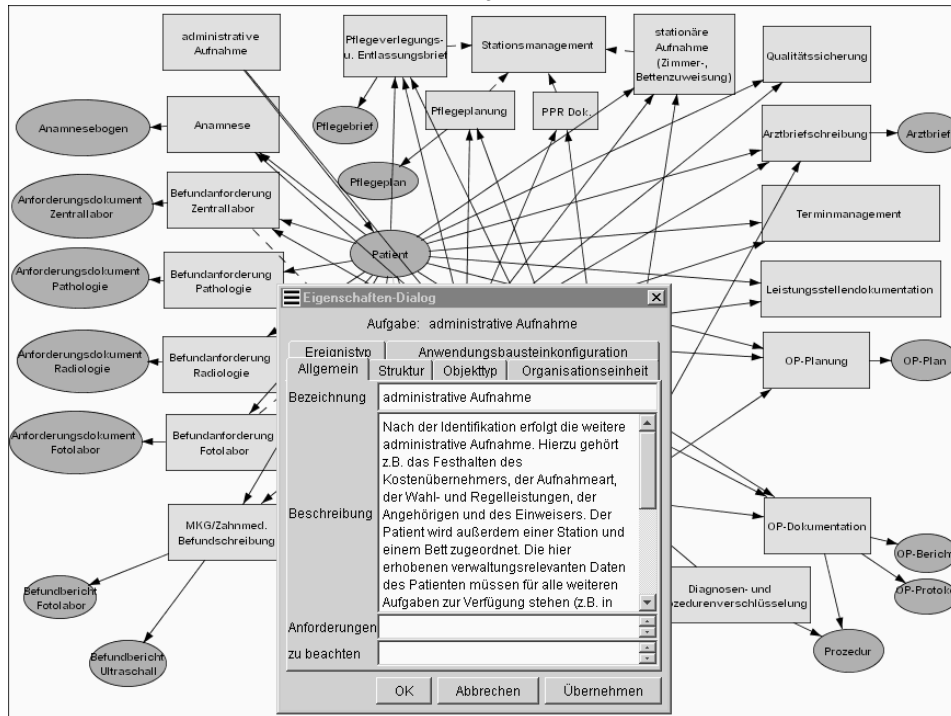 administrative
Aufnahme
Pflegeverlegungs-
u. Entlassungsbrief
Stationsmanagement
stationäre
Aufnahme
(Zimmer-,
Bettenzuweisung)
Qualitätssicherung
Anamnesebogen
Anamnese
Pflegebrief
Pflegeplanung
PPR Dok.
Arztbriefschreibung
Arztbrief
Pflegeplan
Anforderungsdokument
Zentrallabor
Befundanforderung
Zentrallabor
Terminmanagement
Patient
Anforderungsdokument
Pathologie
Befundanforderung
Pathologie
Leistungsstellendokumentation
Anforderungsdokument
Radiologie
Befundanforderung
Radiologie
OP-Planung
OP-Plan
Anforderungsdokument
Fotolabor
Befundanforderung
Fotolabor
MKG/Zahnmed.
Befundschreibung
OP-Dokumentation
OP-Bericht
OP-Protoko
Befundbericht
Fotolabor
Diagnosen- und
ozedurenverschlüsselung
Befundbericht
Ultraschall
Prozedur
Eigenschaften-Dialog
Aufgabe: administrative Aufnahme
Ereignistyp Anwendungsbausteinkonfiguration
Allgemein Struktur Objekttyp Organisationseinheit
Bezeichnung administrative Aufnahme
Beschreibung
Nach der Identifikation erfolgt die weitere
administrative Aufnahme. Hierzu gehört
z.B. das Festhalten des
Kostenübernehmers, der Aufnahmeart,
der Wahl- und Regelleistungen, der
Angehörigen und des Einweisers. Der
Patient wird außerdem einer Station und
einem Bett zugeordnet. Die hier
erhobenen verwaltungsrelevanten Daten
des Patienten müssen für alle weiteren
Aufgaben zur Verfügung stehen (z.B. in
Anforderungen
zu beachten
OK Abbrechen Übernehmen